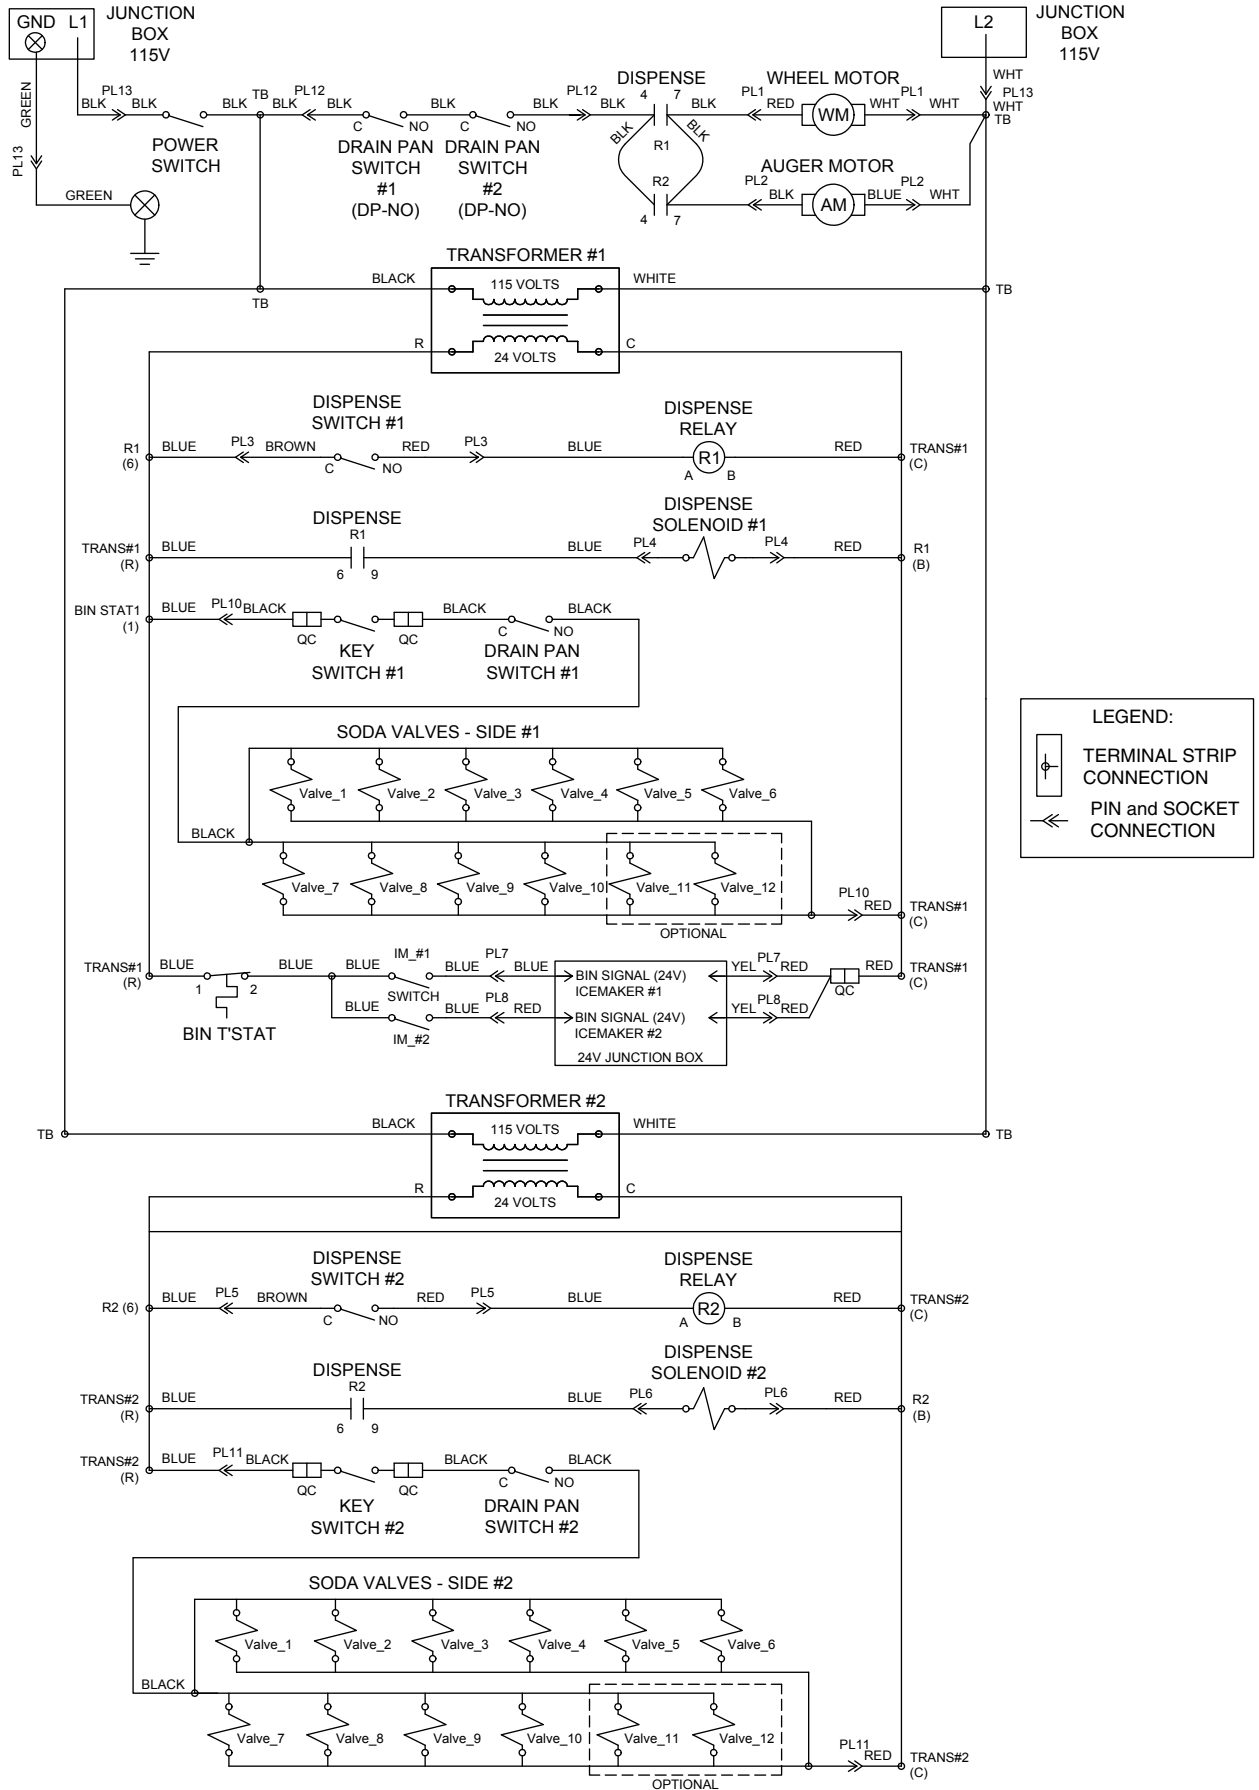 GND L1
JUNCTION
BOX
115V
L2
JUNCTION
BOX
115V
GREEN
PL13
GREEN
BLK PL13 BLK
POWER
SWITCH
BLK TB BLK PL12 BLK
C NO
DRAIN PAN
SWITCH
#1
(DP-NO)
BLK
C NO
DRAIN PAN
SWITCH
#2
(DP-NO)
BLK PL12 BLK
DISPENSE
4 7
R1
BLK BLK
R2
4 7
BLK PL1 RED
WHEEL MOTOR
WM
WHT PL1 WHT
WHT
PL13
WHT
TB
AUGER MOTOR
PL2
BLK
AM
BLUE PL2
WHT
TRANSFORMER #1
BLACK
115 VOLTS
WHITE
TB
TB
R
24 VOLTS
C
DISPENSE
SWITCH #1
DISPENSE
RELAY
R1
(6)
BLUE PL3 BROWN
C NO
RED PL3
BLUE
R1
A B
RED
TRANS#1
(C)
DISPENSE
R1
6 9
DISPENSE
SOLENOID #1
TRANS#1
(R)
BLUE
BLUE PL4 PL4 RED
R1
(B)
BIN STAT1
(1)
BLUE PL10 BLACK
QC QC
KEY
SWITCH #1
BLACK
C NO
BLACK
DRAIN PAN
SWITCH #1
SODA VALVES - SIDE #1
Valve_1 Valve_2 Valve_3 Valve_4 Valve_5 Valve_6
BLACK
Valve_7 Valve_8 Valve_9 Valve_10 Valve_11 Valve_12
OPTIONAL
PL10
RED
TRANS#1
(C)
LEGEND:
TERMINAL STRIP
CONNECTION
PIN and SOCKET
CONNECTION
TRANS#1
(R)
BLUE
1 2
BIN T'STAT
BLUE
BLUE
IM_#1
SWITCH
BLUE PL7 BLUE
BLUE
IM_#2
BLUE PL8 RED
BIN SIGNAL (24V)
ICEMAKER #1
BIN SIGNAL (24V)
ICEMAKER #2
24V JUNCTION BOX
YEL PL7 RED
YEL PL8 RED
QC
RED
TRANS#1
(C)
TRANSFORMER #2
TB
BLACK
115 VOLTS
WHITE
TB
R
24 VOLTS
C
DISPENSE
SWITCH #2
DISPENSE
RELAY
R2 (6)
BLUE PL5 BROWN
C NO
RED PL5
BLUE
R2
A B
RED
TRANS#2
(C)
DISPENSE
R2
6 9
DISPENSE
SOLENOID #2
TRANS#2
(R)
BLUE
BLUE PL6 PL6 RED
R2
(B)
TRANS#2
(R)
BLUE PL11 BLACK
QC QC
KEY
SWITCH #2
BLACK
C NO
BLACK
DRAIN PAN
SWITCH #2
SODA VALVES - SIDE #2
Valve_1 Valve_2 Valve_3 Valve_4 Valve_5 Valve_6
BLACK
Valve_7 Valve_8 Valve_9 Valve_10 Valve_11 Valve_12
OPTIONAL
PL11
RED
TRANS#2
(C)